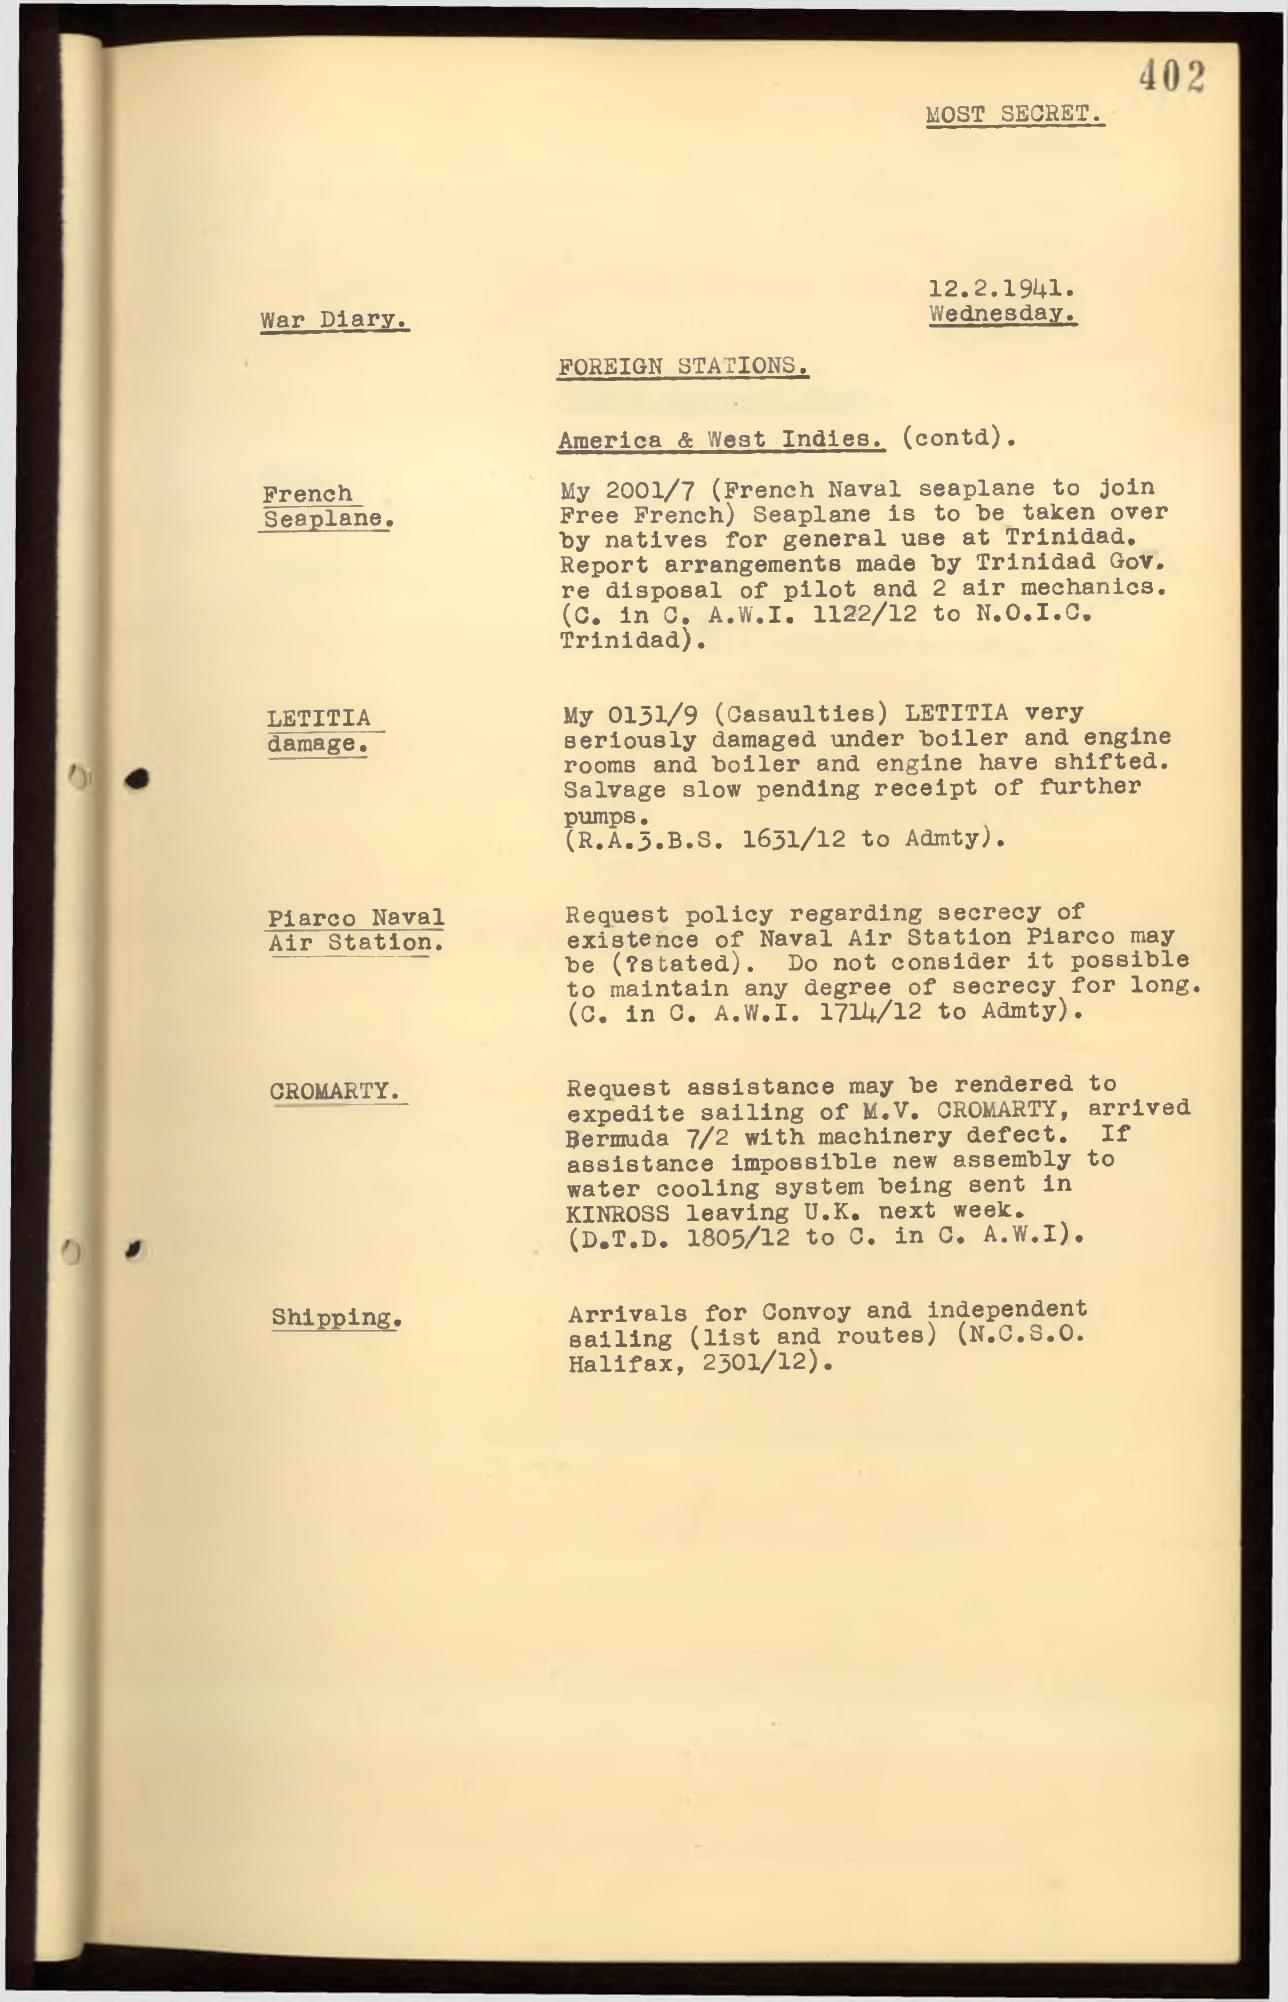 402
MOST SECRET.
12.2.1941.
War Diary.
Wednesday.
FOREIGN STATIONS.
America & West Indies. (contd).
French
Seaplane.
My 2001/7 (French Naval seaplane to join
Free French) Seaplane is to be taken over
by natives for general use at Trinidad.
Report arrangements made by Trinidad Gov.
re disposal of pilot and 2 air mechanics.
(C. in C. A.W.I. 1122/12 to N.O.I.C.
Trinidad).
LETITIA
damage.
My 0131/9 (Casaulties) LETITIA very
seriously damaged under boiler and engine
rooms and boiler and engine have shifted.
Salvage slow pending receipt of further
pumps.
(R.A.3.B.S. 1631/12 to Admty).
Piarco Naval
Air Station.
Request policy regarding secrecy of
existence of Naval Air Station Piarco may
be (?stated).  Do not consider it possible
to maintain any degree of secrecy for long.
(C. in C. A.W.I. 1714/12 to Admty).
CROMARTY.
Request assistance may be rendered to
expedite sailing of M.V. CROMARTY, arrived
Bermuda 7/2 with machinery defect.  If
assistance impossible new assembly to
water cooling system being sent in
KINROSS leaving U.K. next week.
(D.T.D. 1805/12 to C. in C. A.W.I).
Shipping.
Arrivals for Convoy and independent
sailing (list and routes) (N.C.S.O.
Halifax, 2301/12).